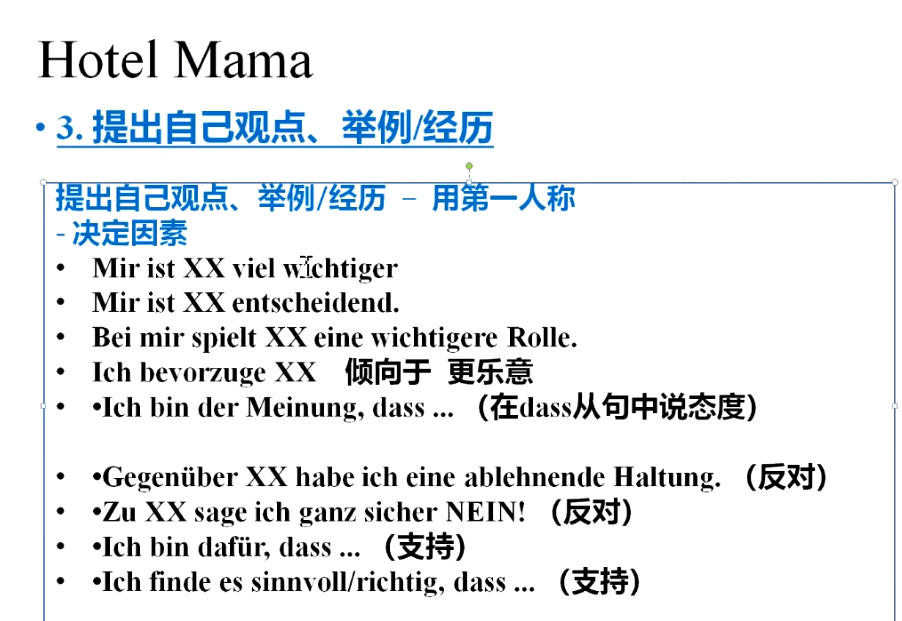 Hotel Mama
• 3. 提出自己观点、举例/经历
提出自己观点、举例/经历 – 用第一人称
- 决定因素
• Mir ist XX viel wichtiger
• Mir ist XX entscheidend.
• Bei mir spielt XX eine wichtigere Rolle.
• Ich bevorzuge XX 倾向于 更乐意
• •Ich bin der Meinung, dass ... （在dass从句中说态度）
• •Gegenüber XX habe ich eine ablehnende Haltung. （反对）
• •Zu XX sage ich ganz sicher NEIN! （反对）
• •Ich bin dafür, dass ... （支持）
• •Ich finde es sinnvoll/richtig, dass ... （支持）